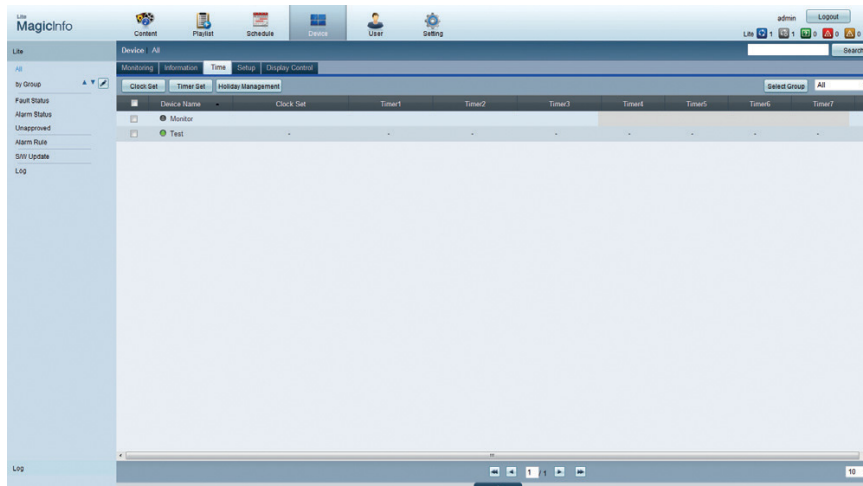 Lite
MagicInfo
Content
Playlist
Schedule
Device
User
Setting
admin
Logout
Lite 1 1 0 0 0
Lite
Device All
Search
All
by Group
Fault Status
Alarm Status
Unapproved
Alarm Rule
S/W Update
Log
Monitoring Information Time Setup Display Control
Clock Set Timer Set Holiday Management
Select Group All
Device Name Clock Set Timer1 Timer2 Timer3 Timer4 Timer5 Timer6 Timer7
Monitor
Test - - - - - - - -
Log
1 / 1
10